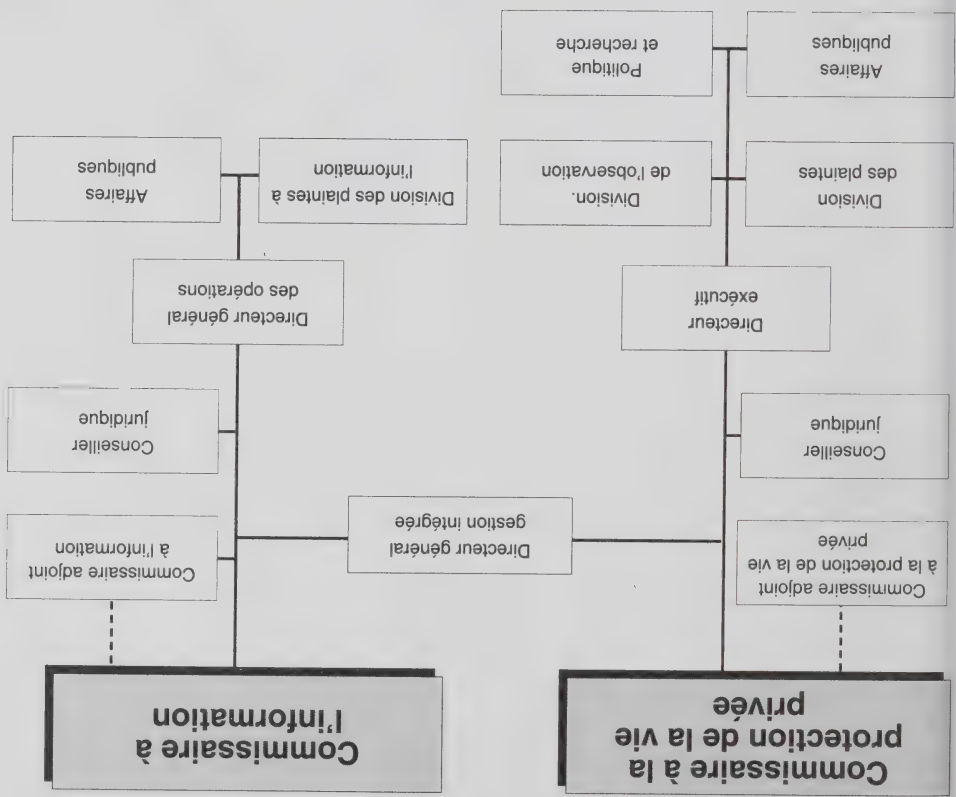 Commissaire à la
protection de la vie
privée
Commissaire à
l'information
Commissaire adjoint
à la protection de la vie
privée
Directeur général
gestion intégrée
Commissaire adjoint
à l'information
Conseiller
juridique
Conseiller
juridique
Directeur
exécutif
Directeur général
des opérations
Division
des plaintes
Division.
de l'observation
Division des plaintes à
l'information
Affaires
publiques
Affaires
publiques
Politique
et recherche